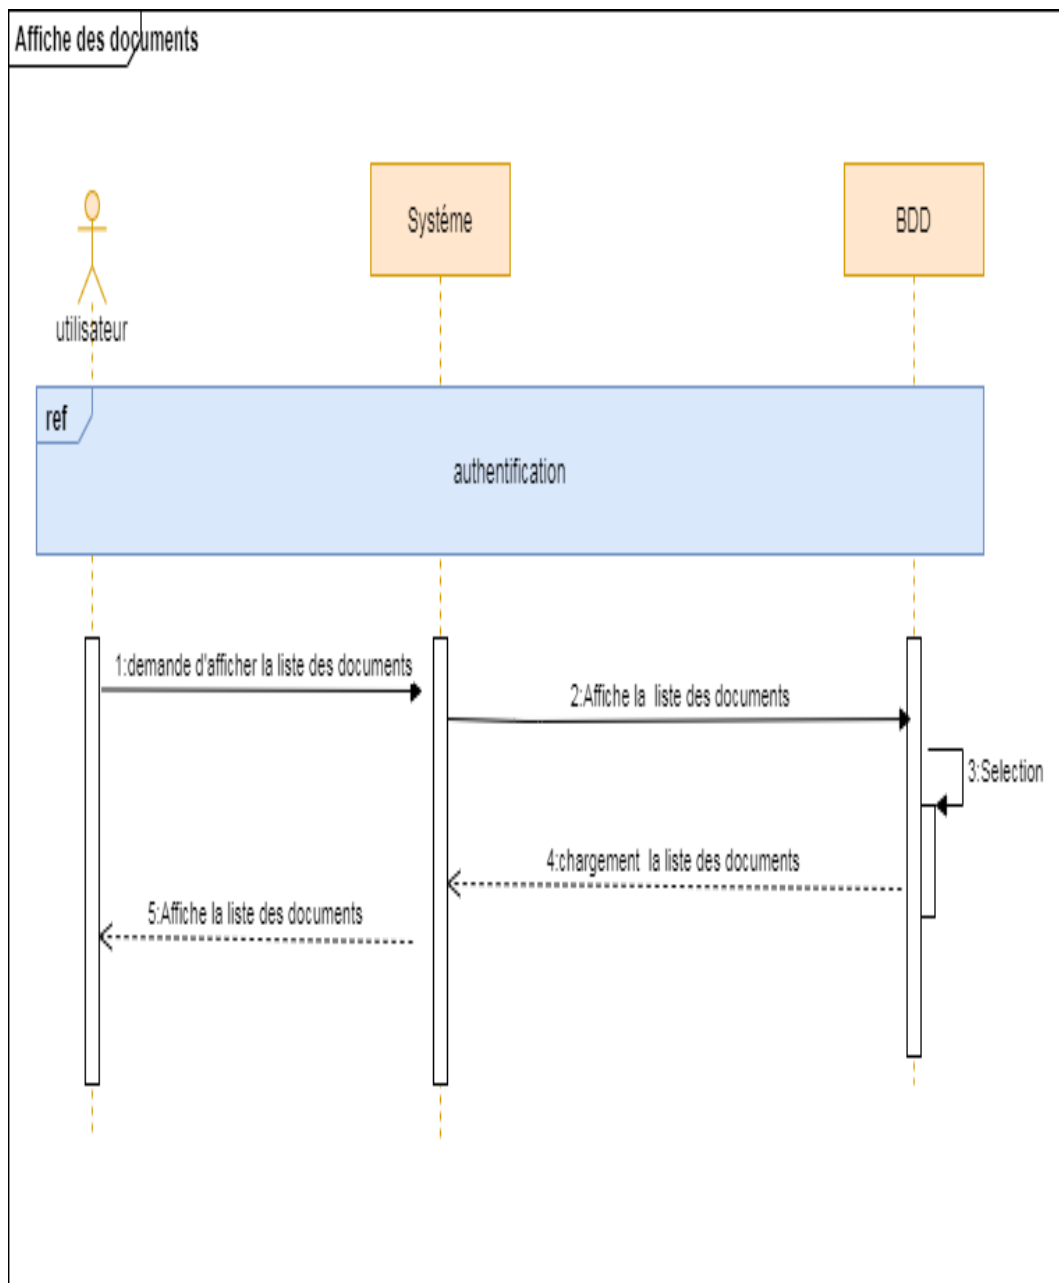 Affiche des documents
utilisateur
Systéme
BDD
ref
authentification
1:demande d'afficher la liste des documents
2:Affiche la liste des documents
3:Selection
4:chargement la liste des documents
5:Affiche la liste des documents